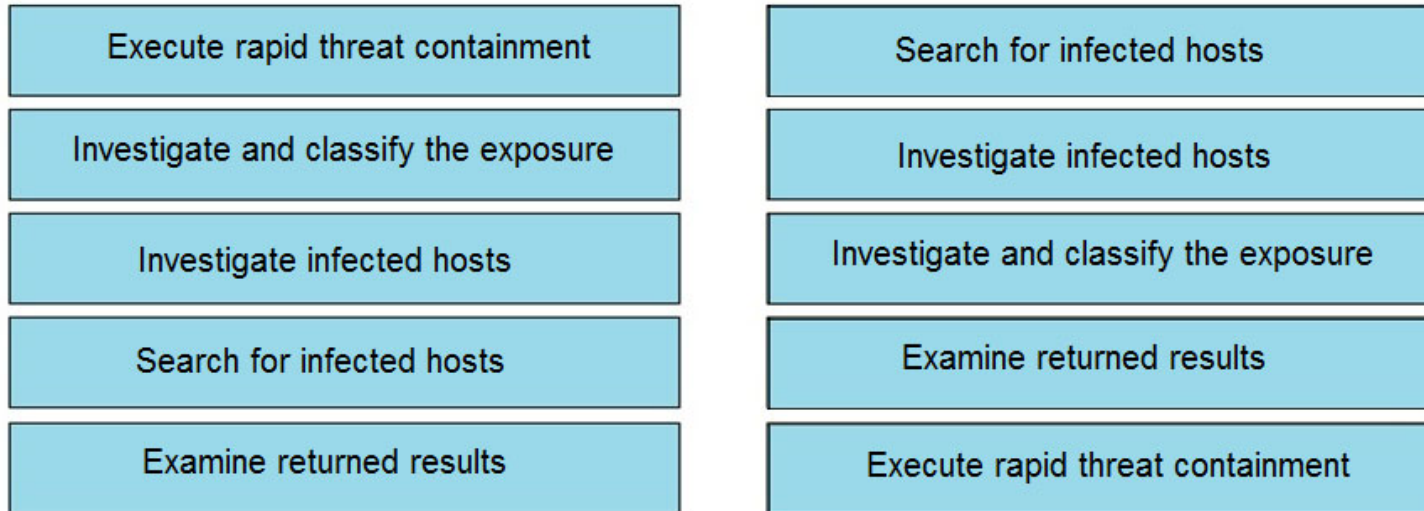 Execute rapid threat containment
Investigate and classify the exposure
Investigate infected hosts
Search for infected hosts
Examine returned results
Search for infected hosts
Investigate infected hosts
Investigate and classify the exposure
Examine returned results
Execute rapid threat containment